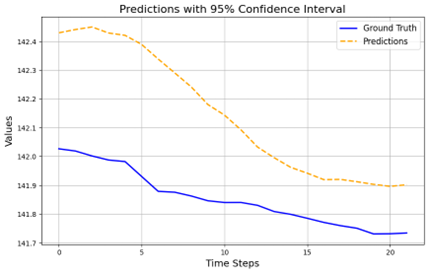 Predictions with 95% Confidence Interval
Ground Truth
Predictions
Values
142.4
142.3
142.2
142.1
142.0
141.9
141.8
141.7
0
5
10
15
20
Time Steps